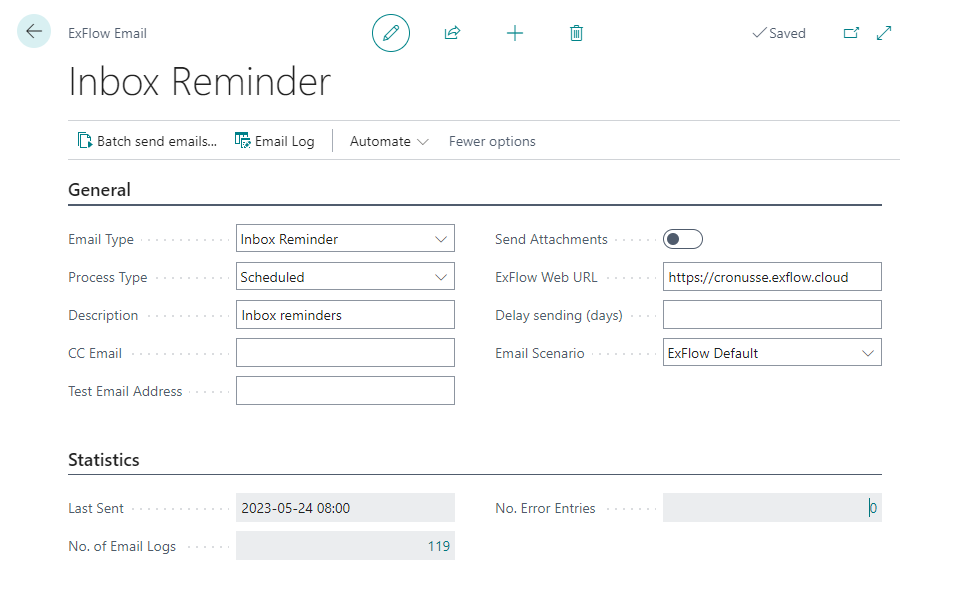 ExFlow Email
Saved
Inbox Reminder
Batch send emails... Email Log Automate Fewer options
General
Email Type Inbox Reminder
Process Type Scheduled
Description Inbox reminders
CC Email
Test Email Address
Send Attachments
ExFlow Web URL https://cronusse.exflow.cloud
Delay sending (days)
Email Scenario ExFlow Default
Statistics
Last Sent 2023-05-24 08:00
No. of Email Logs 119
No. Error Entries 0